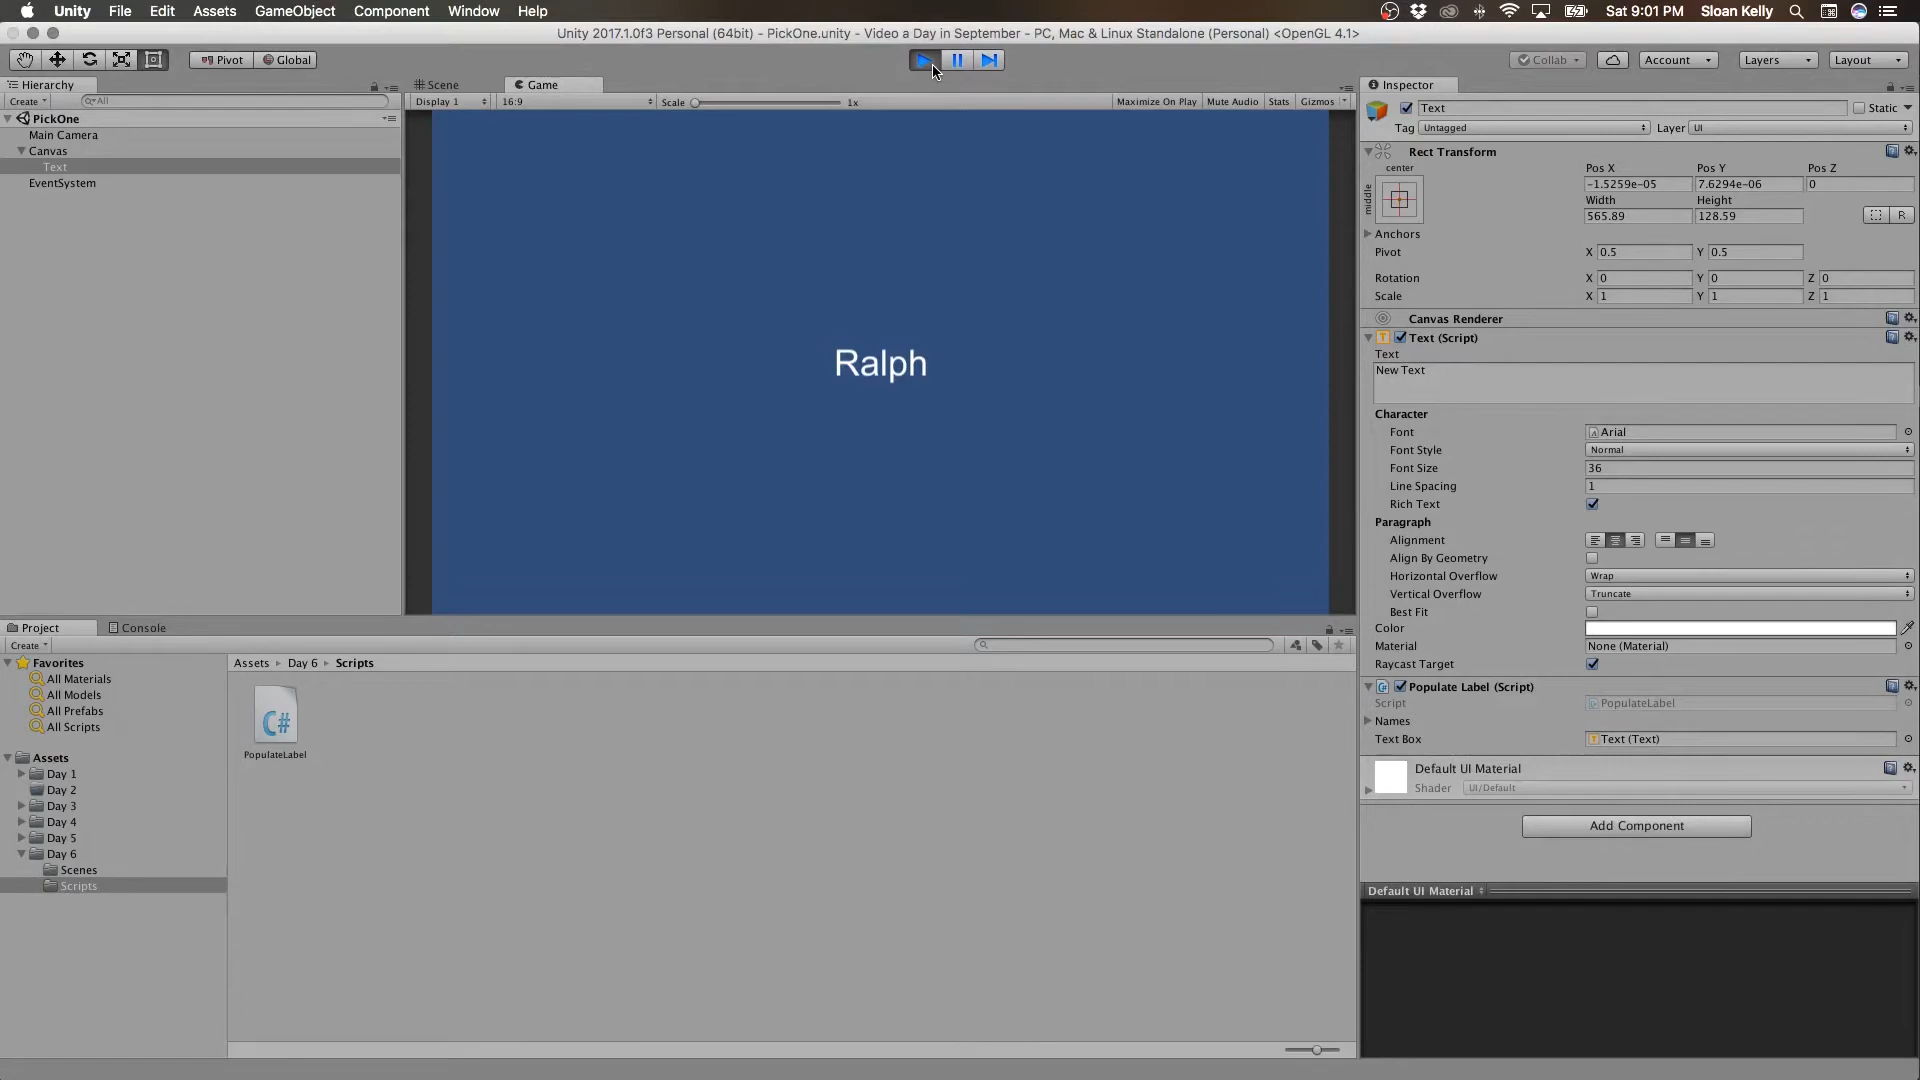 Unity File Edit Assets GameObject Component Window Help Sat 9:01 PM Sloan Kelly
Unity 2017.1.0f3 Personal (64bit) - PickOne.unity - Video a Day in September - PC, Mac & Linux Standalone (Personal) <OpenGL 4.1>
Pivot Global Collab Account Layers Layout
Hierarchy
Create All
PickOne
Main Camera
Canvas
Text
EventSystem
Scene Game
Display 1 16:9 Scale 1x Maximize On Play Mute Audio Stats Gizmos
Ralph
Inspector
Text Static
Tag Untagged Layer UI
Rect Transform
center
middle
Pos X Pos Y Pos Z
-1.5259e-05 7.6294e-06 0
Width Height
565.89 128.59
R
Anchors
Pivot X 0.5 Y 0.5
Rotation X 0 Y 0 Z 0
Scale X 1 Y 1 Z 1
Canvas Renderer
Text (Script)
Text
New Text
Character
Font Arial
Font Style Normal
Font Size 36
Line Spacing 1
Rich Text
Paragraph
Alignment
Align By Geometry
Horizontal Overflow Wrap
Vertical Overflow Truncate
Best Fit
Color
Material None (Material)
Raycast Target
Populate Label (Script)
Script PopulateLabel
Names
Text Box Text (Text)
Default UI Material
Shader UI/Default
Add Component
Default UI Material
Project Console
Create
Favorites
All Materials
All Models
All Prefabs
All Scripts
Assets
Day 1
Day 2
Day 3
Day 4
Day 5
Day 6
Scenes
Scripts
Assets Day 6 Scripts
C#
PopulateLabel